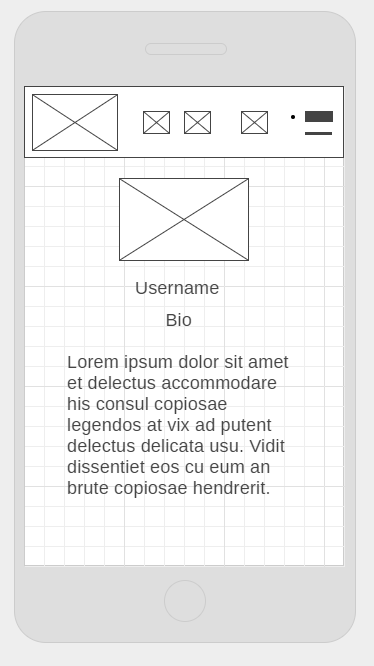 Username
Bio
Lorem ipsum dolor sit amet
et delectus accommodare
his consul copiosae
legendos at vix ad putent
delectus delicata usu. Vidit
dissentiet eos cu eum an
brute copiosae hendrerit.